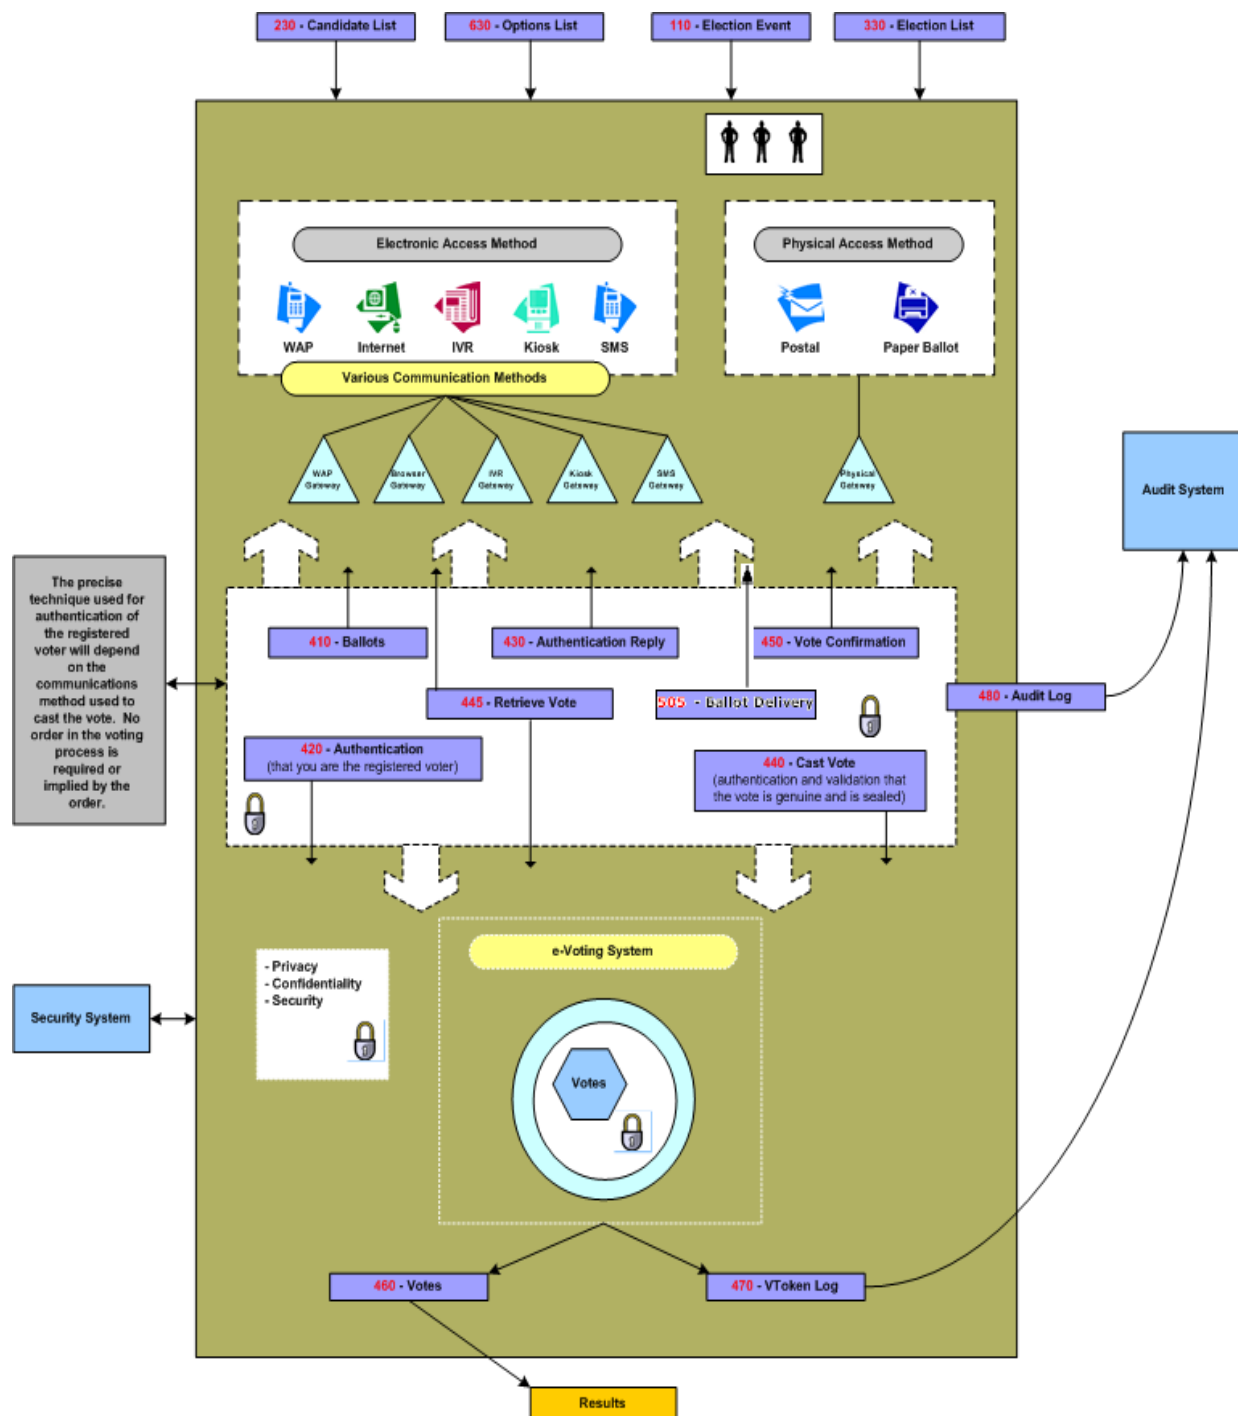 230 - Candidate List
630 - Options List
110 - Election Event
330 - Election List
Electronic Access Method
Physical Access Method
WAP
Internet
IVR
Kiosk
SMS
Postal
Paper Ballot
Various Communication Methods
WAP
Gateway
Browser
Gateway
IVR
Gateway
Kiosk
Gateway
SMS
Gateway
Physical
Gateway
Audit System
The precise
technique used for
authentication of
the registered
voter will depend
on the
communications
method used to
cast the vote. No
order in the voting
process is
required or
implied by the
order.
410 - Ballots
430 - Authentication Reply
450 - Vote Confirmation
445 - Retrieve Vote
505 - Ballot Delivery
480 - Audit Log
420 - Authentication
(that you are the registered voter)
440 - Cast Vote
(authentication and validation that
the vote is genuine and is sealed)
e-Voting System
- Privacy
- Confidentiality
- Security
Security System
Votes
460 - Votes
470 - VToken Log
Results